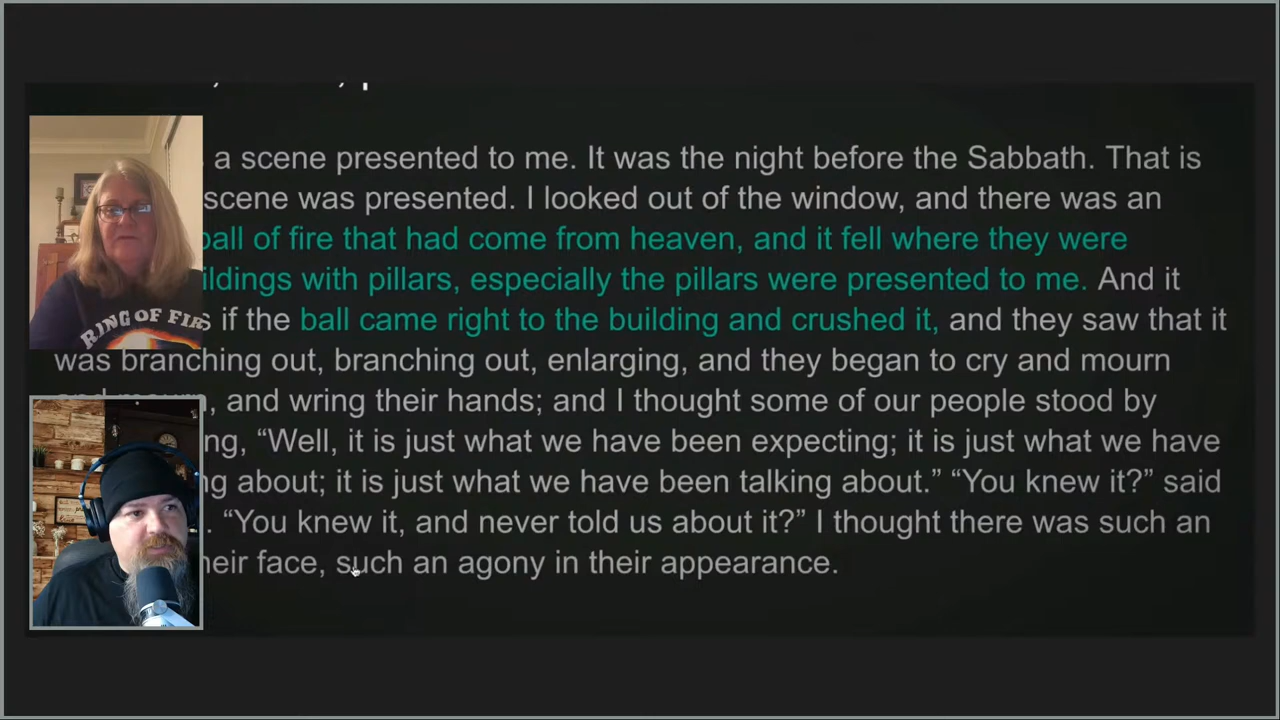 a scene presented to me. It was the night before the Sabbath. That is
scene was presented. I looked out of the window, and there was an
ball of fire that had come from heaven, and it fell where they were
ildings with pillars, especially the pillars were presented to me. And it
if the ball came right to the building and crushed it, and they saw that it
was branching out, branching out, enlarging, and they began to cry and mourn
, and wring their hands; and I thought some of our people stood by
ng, “Well, it is just what we have been expecting; it is just what we have
ng about; it is just what we have been talking about.” “You knew it?” said
. “You knew it, and never told us about it?” I thought there was such an
heir face, such an agony in their appearance.
RING OF FIRE